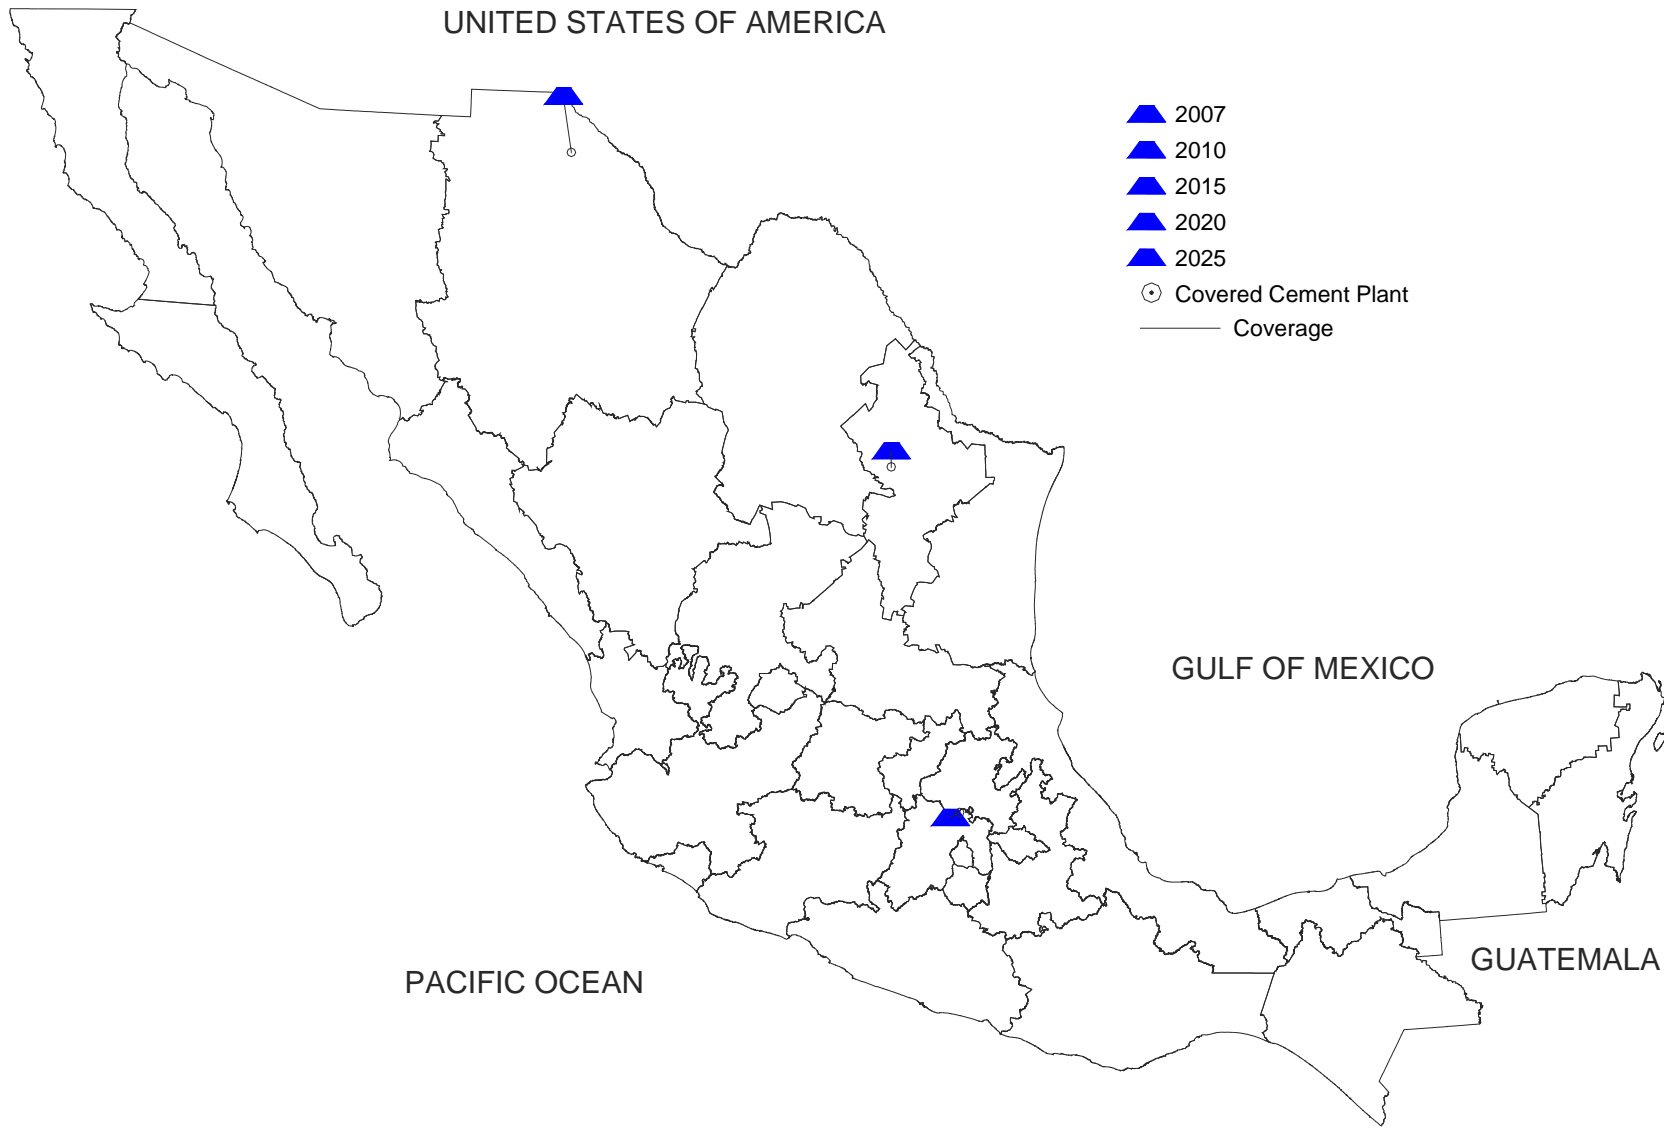 UNITED STATES OF AMERICA
2007
2010
2015
2020
2025
Covered Cement Plant
Coverage
GULF OF MEXICO
GUATEMALA
PACIFIC OCEAN